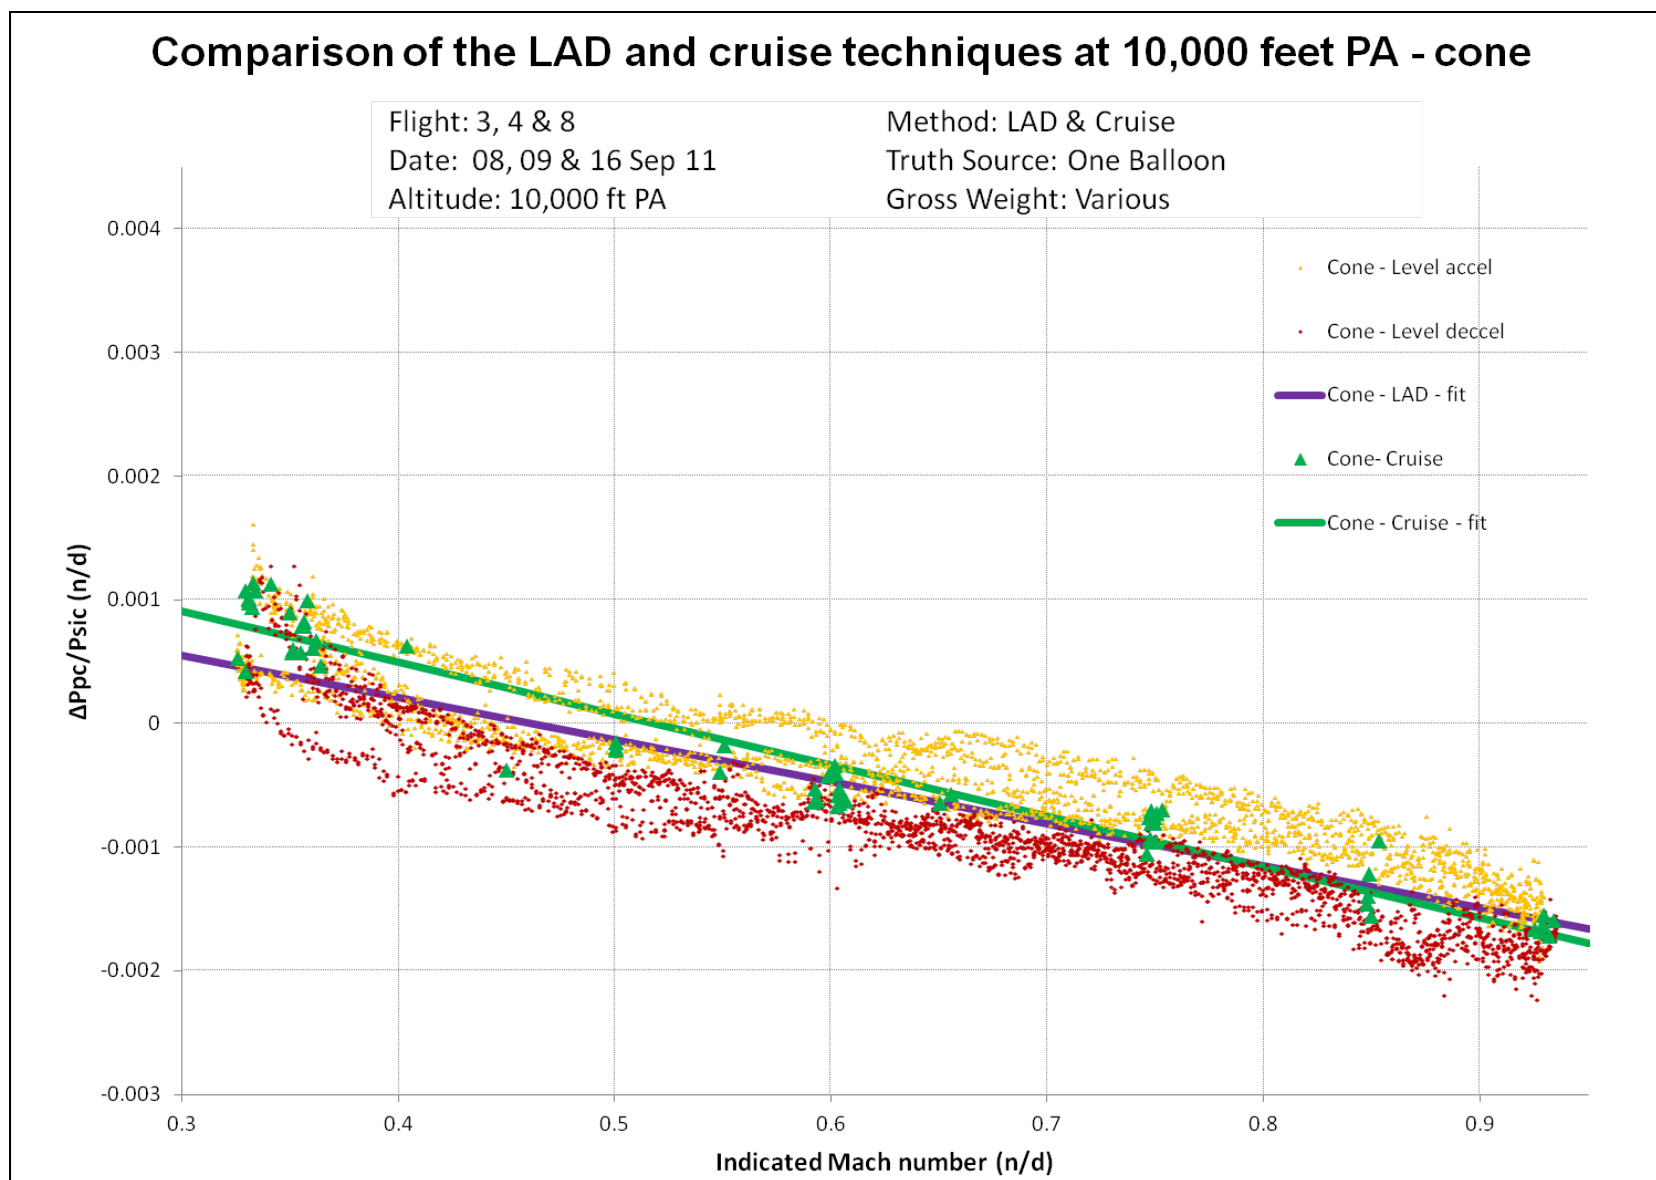 Comparison of the LAD and cruise techniques at 10,000 feet PA - cone
Flight: 3, 4 & 8
Date:  08, 09 & 16 Sep 11
Altitude: 10,000 ft PA
Method: LAD & Cruise
Truth Source: One Balloon
Gross Weight: Various
0.004
0.003
0.002
0.001
0
-0.001
-0.002
-0.003
ΔPpc/Psic (n/d)
Cone - Level accel
Cone - Level deccel
Cone - LAD - fit
Cone- Cruise
Cone - Cruise - fit
0.3
0.4
0.5
0.6
0.7
0.8
0.9
Indicated Mach number (n/d)